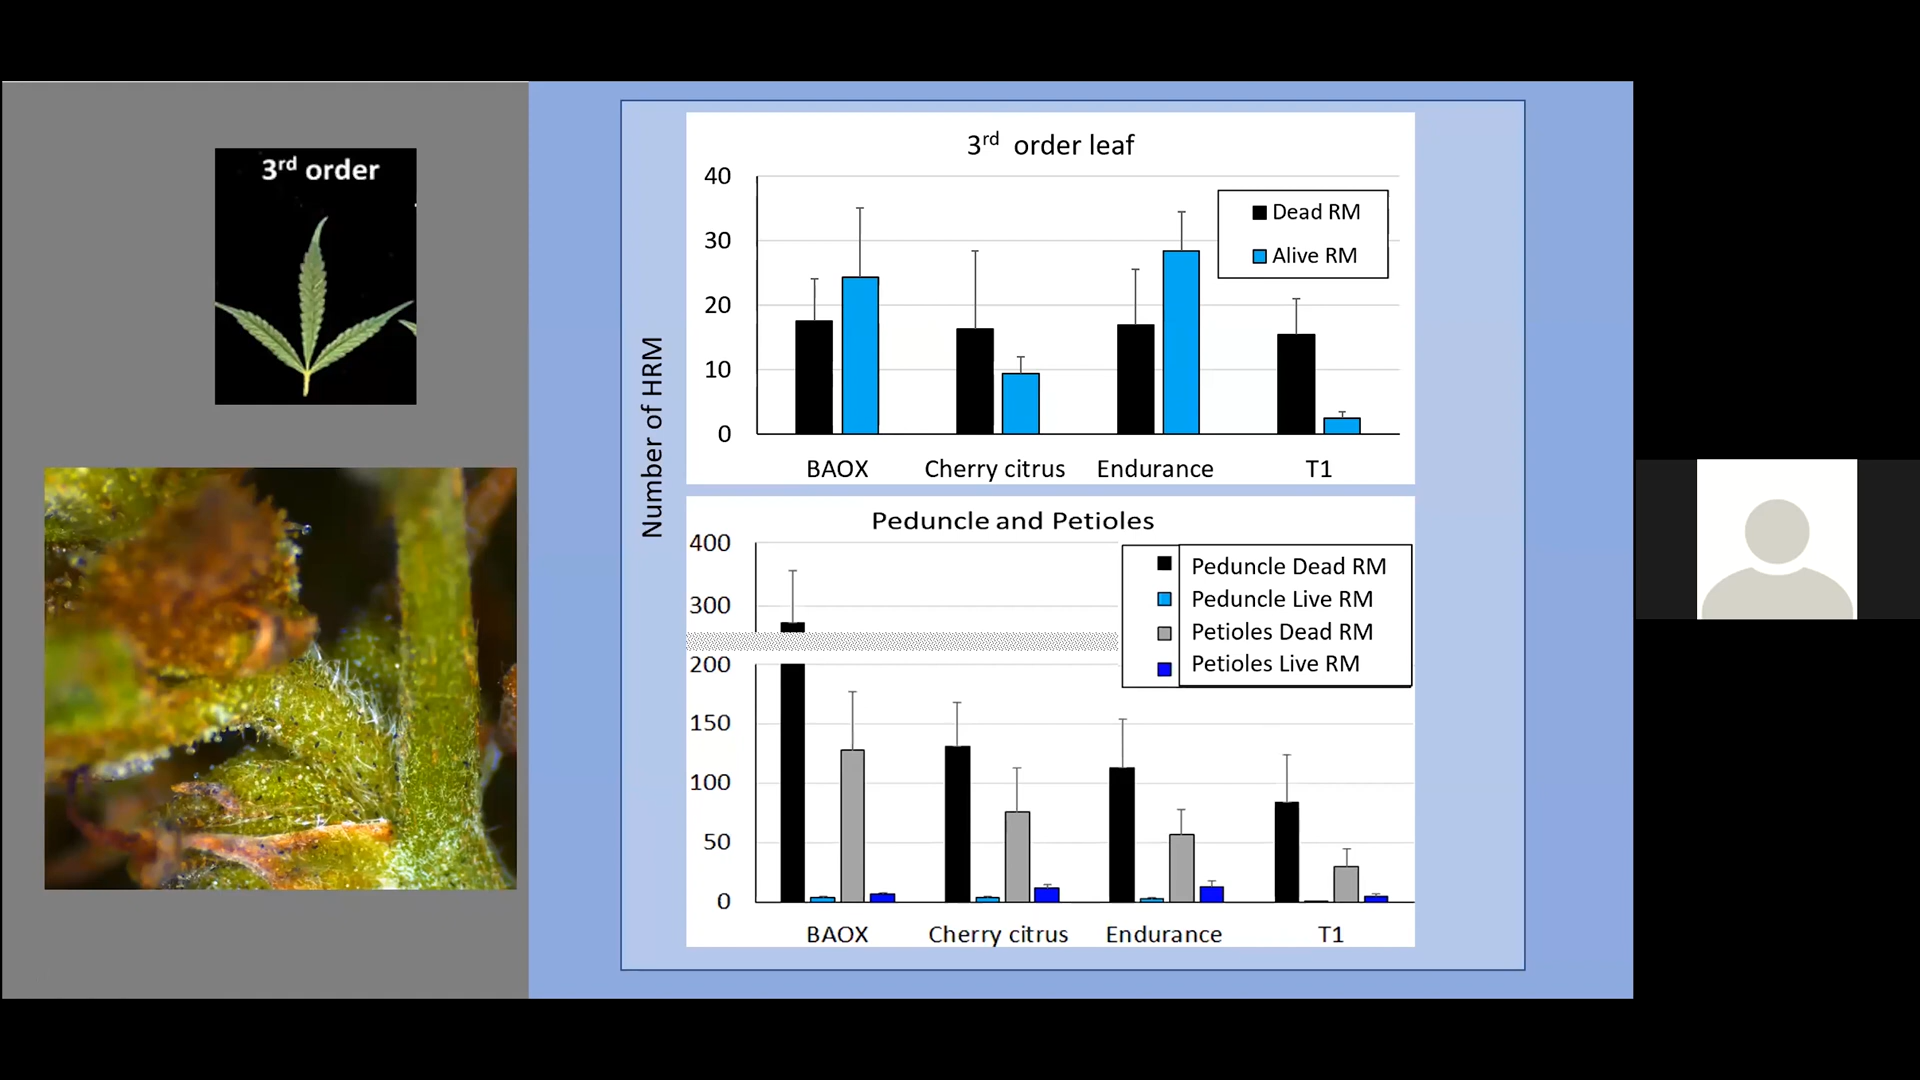 3rd order
Number of HRM
3rd order leaf
40
30
20
10
0
Dead RM
Alive RM
BAOX Cherry citrus Endurance T1
Peduncle and Petioles
400
300
200
150
100
50
0
Peduncle Dead RM
Peduncle Live RM
Petioles Dead RM
Petioles Live RM
BAOX Cherry citrus Endurance T1